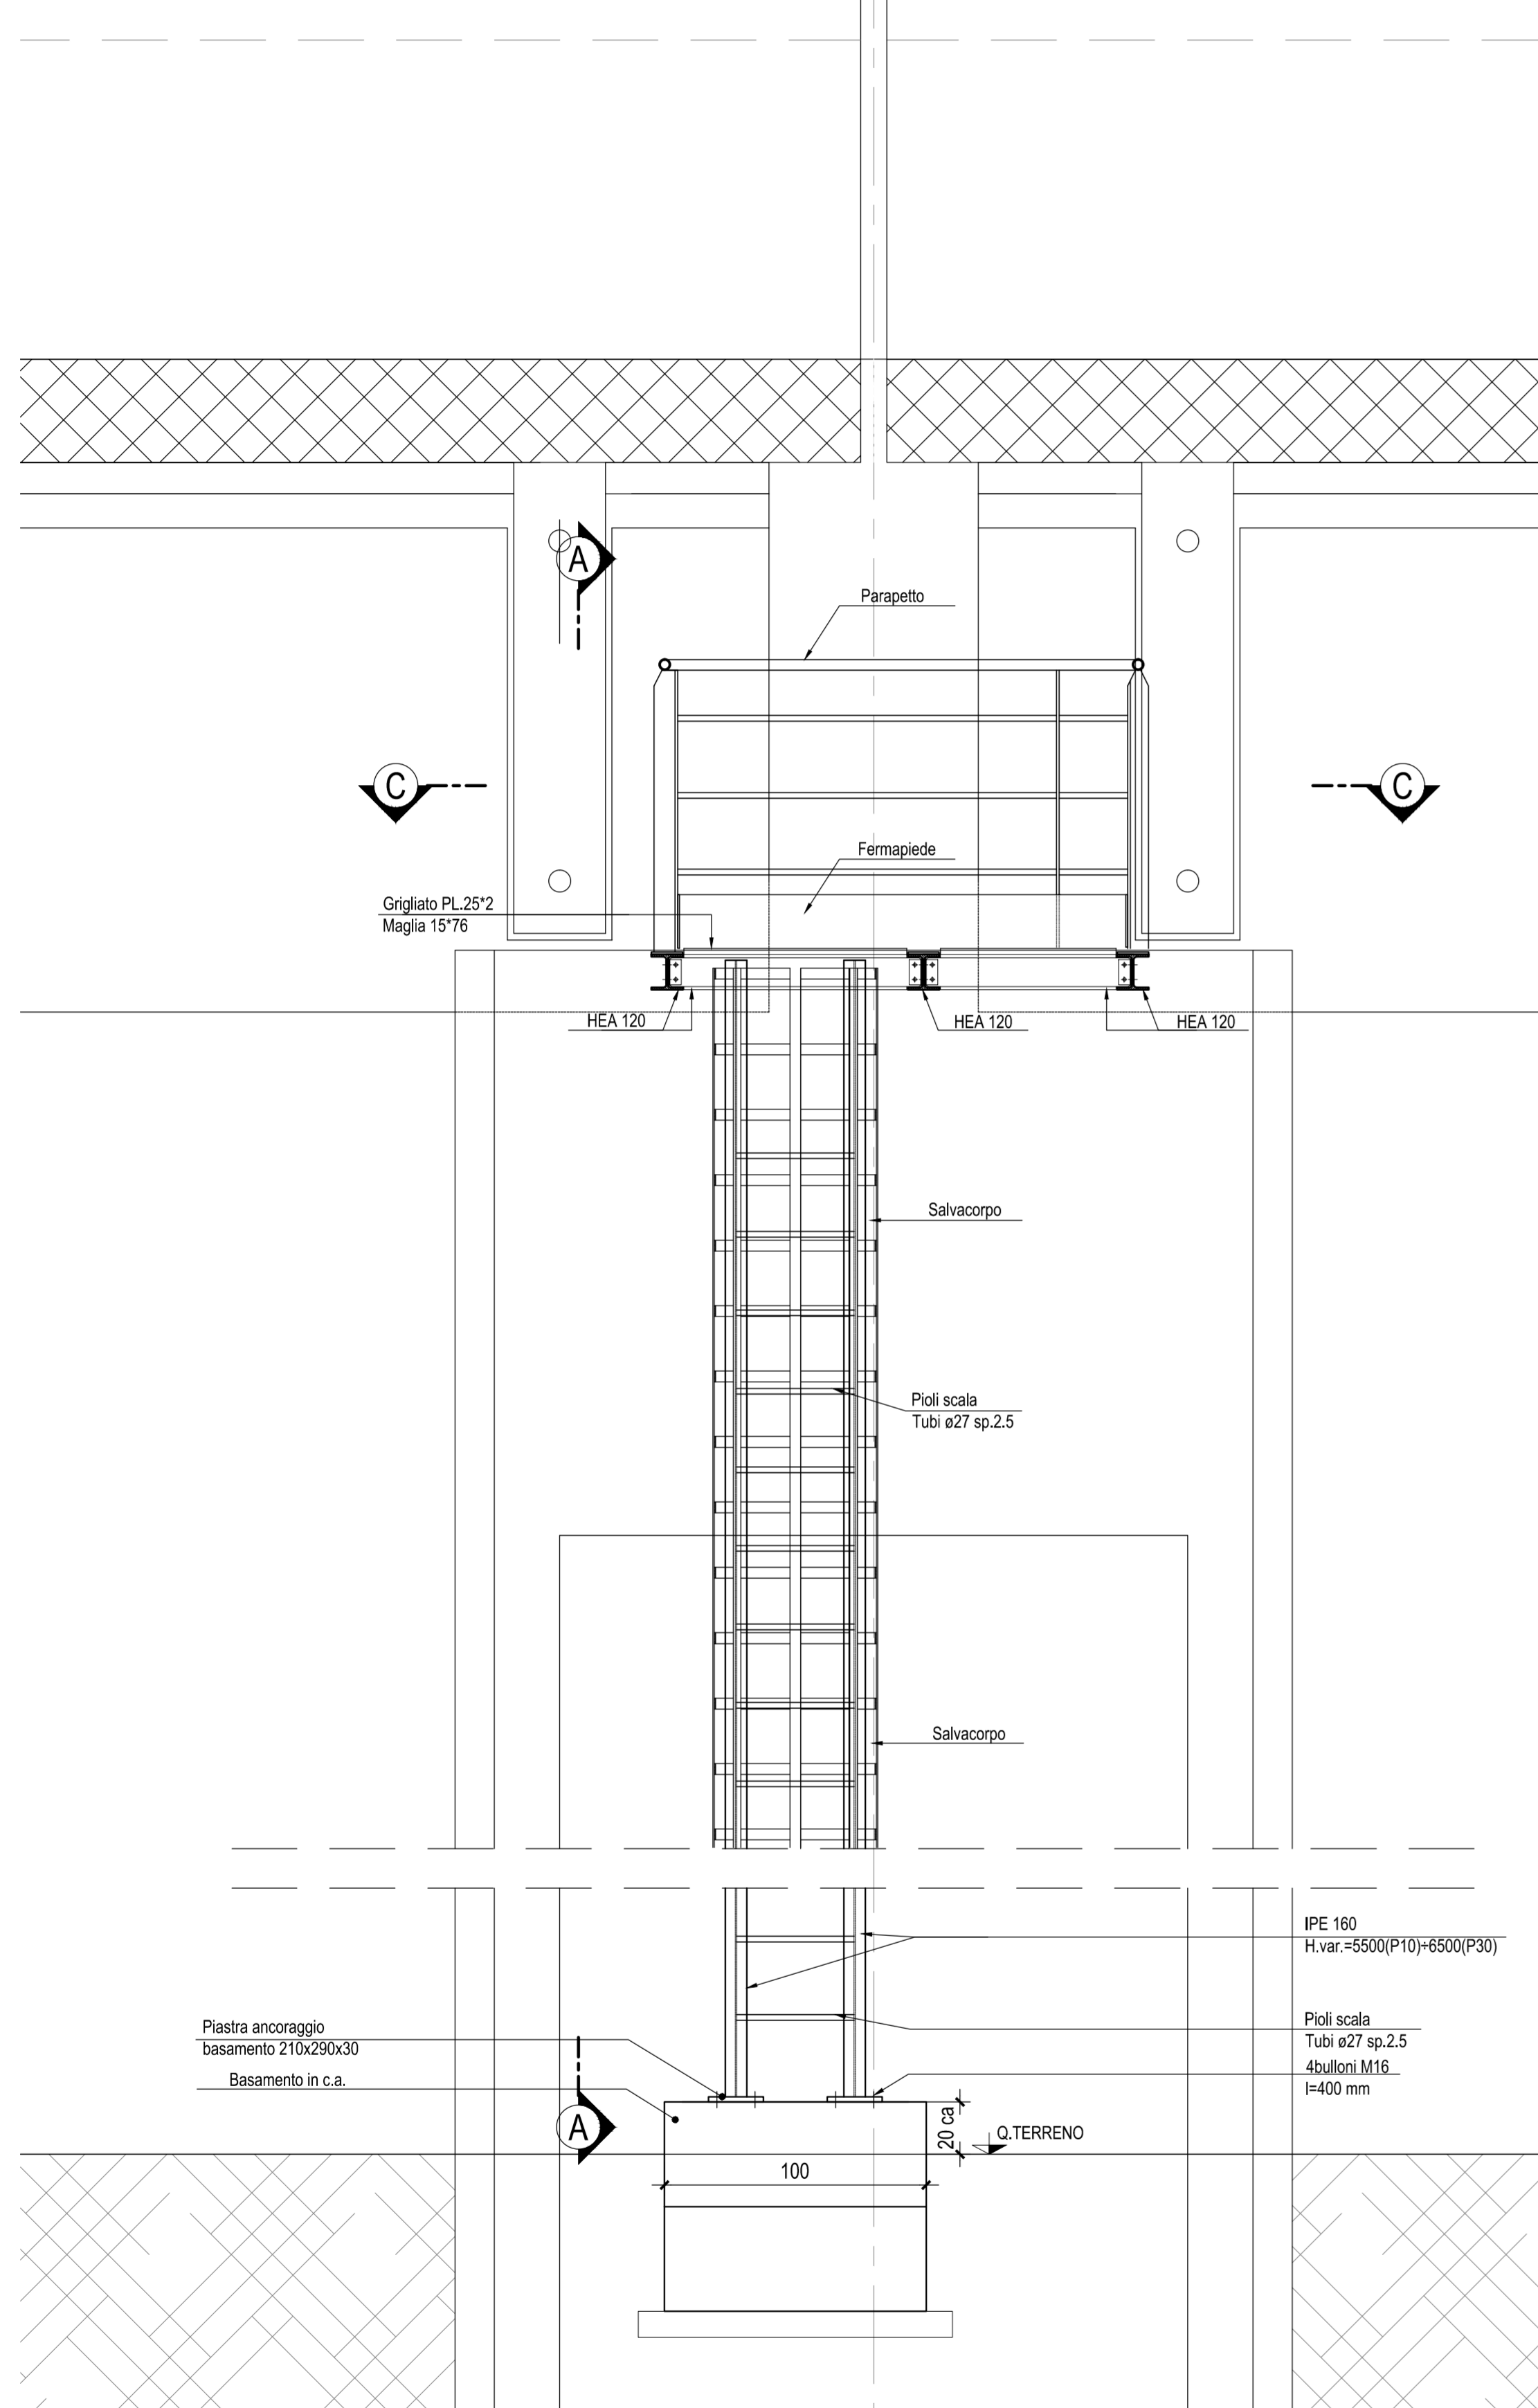 A
Parapetto
C
C
Fermapiede
Grigliato PL.25*2
Maglia 15*76
HEA 120
HEA 120
HEA 120
Salvacorpo
Pioli scala
Tubi ø27 sp.2.5
Salvacorpo
IPE 160
H.var.=5500(P10)÷6500(P30)
Piastra ancoraggio
basamento 210x290x30
Pioli scala
Tubi ø27 sp.2.5
Basamento in c.a.
4bulloni M16
l=400 mm
A
20 ca
Q.TERRENO
100